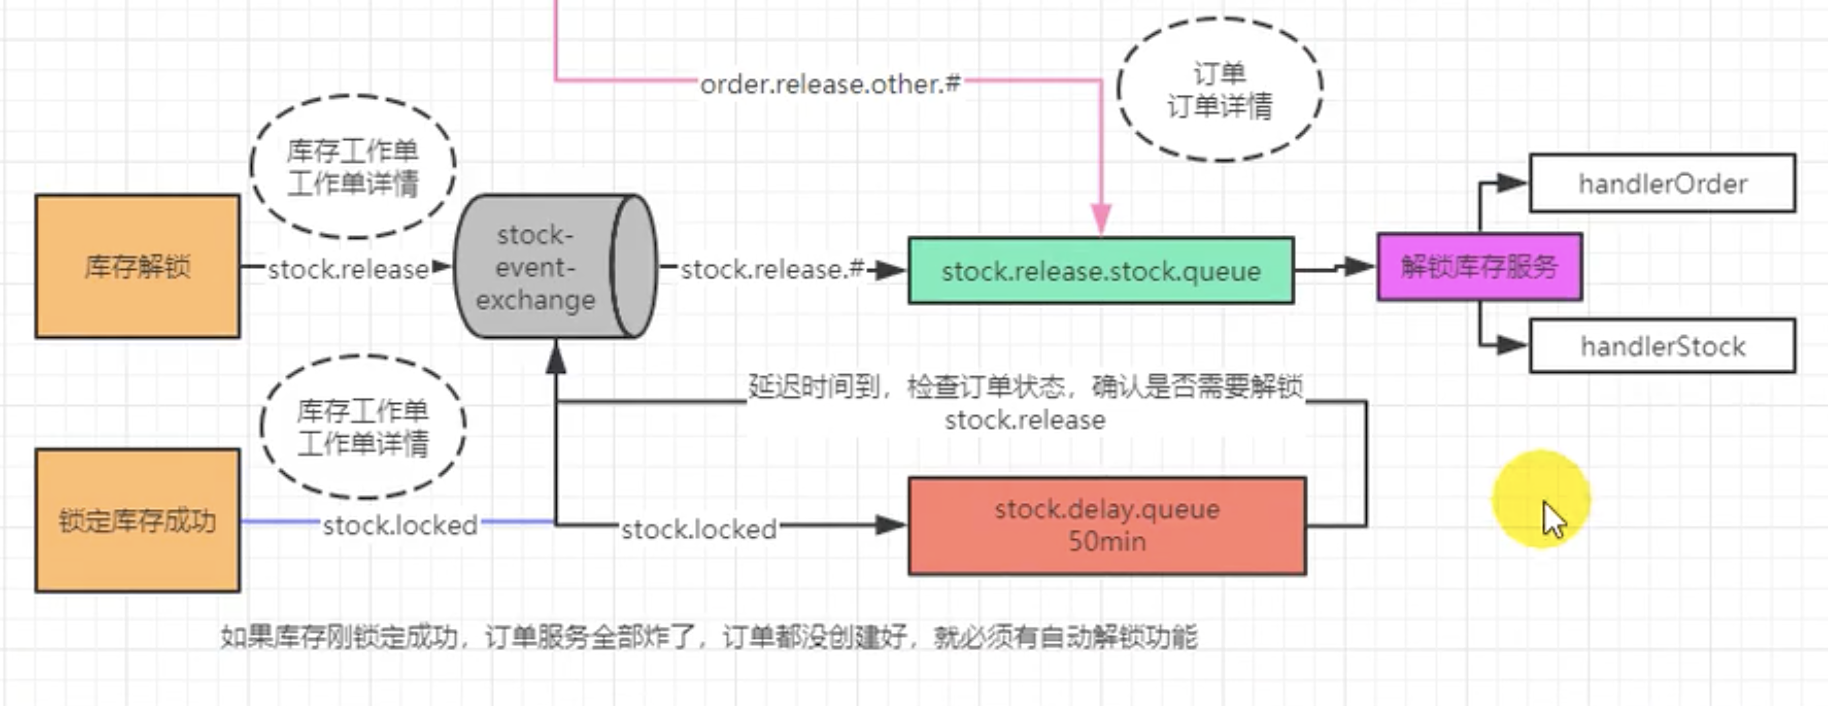 order.release.other.#
订单
订单详情
库存工作单
工作单详情
handlerOrder
库存解锁
stock.release
stock-
event-
exchange
stock.release.#
stock.release.stock.queue
解锁库存服务
handlerStock
延迟时间到，检查订单状态，确认是否需要解锁
stock.release
库存工作单
工作单详情
锁定库存成功
stock.locked
stock.locked
stock.delay.queue
50min
如果库存刚锁定成功，订单服务全部炸了，订单都没创建好，就必须有自动解锁功能